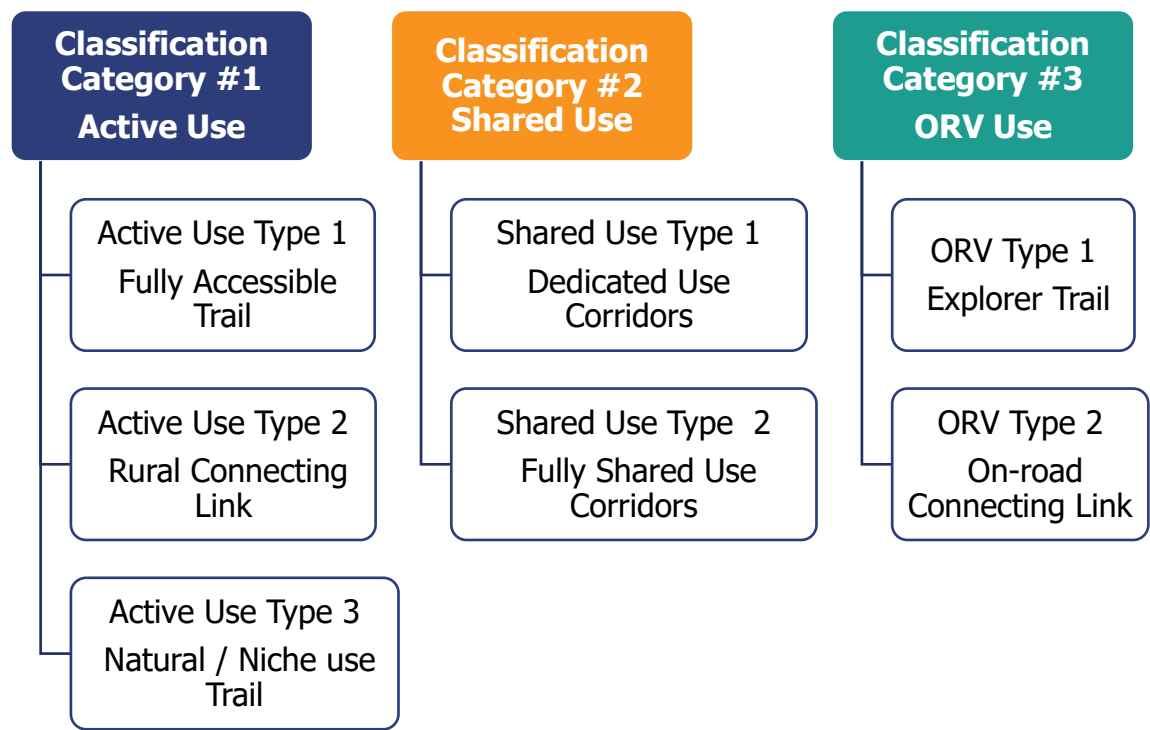 Classification
Category #1
Active Use
Active Use Type 1
Fully Accessible
Trail
Active Use Type 2
Rural Connecting
Link
Active Use Type 3
Natural / Niche use
Trail
Classification
Category #2
Shared Use
Shared Use Type 1
Dedicated Use
Corridors
Shared Use Type  2
Fully Shared Use
Corridors
Classification
Category #3
ORV Use
ORV Type 1
Explorer Trail
ORV Type 2
On-road
Connecting Link